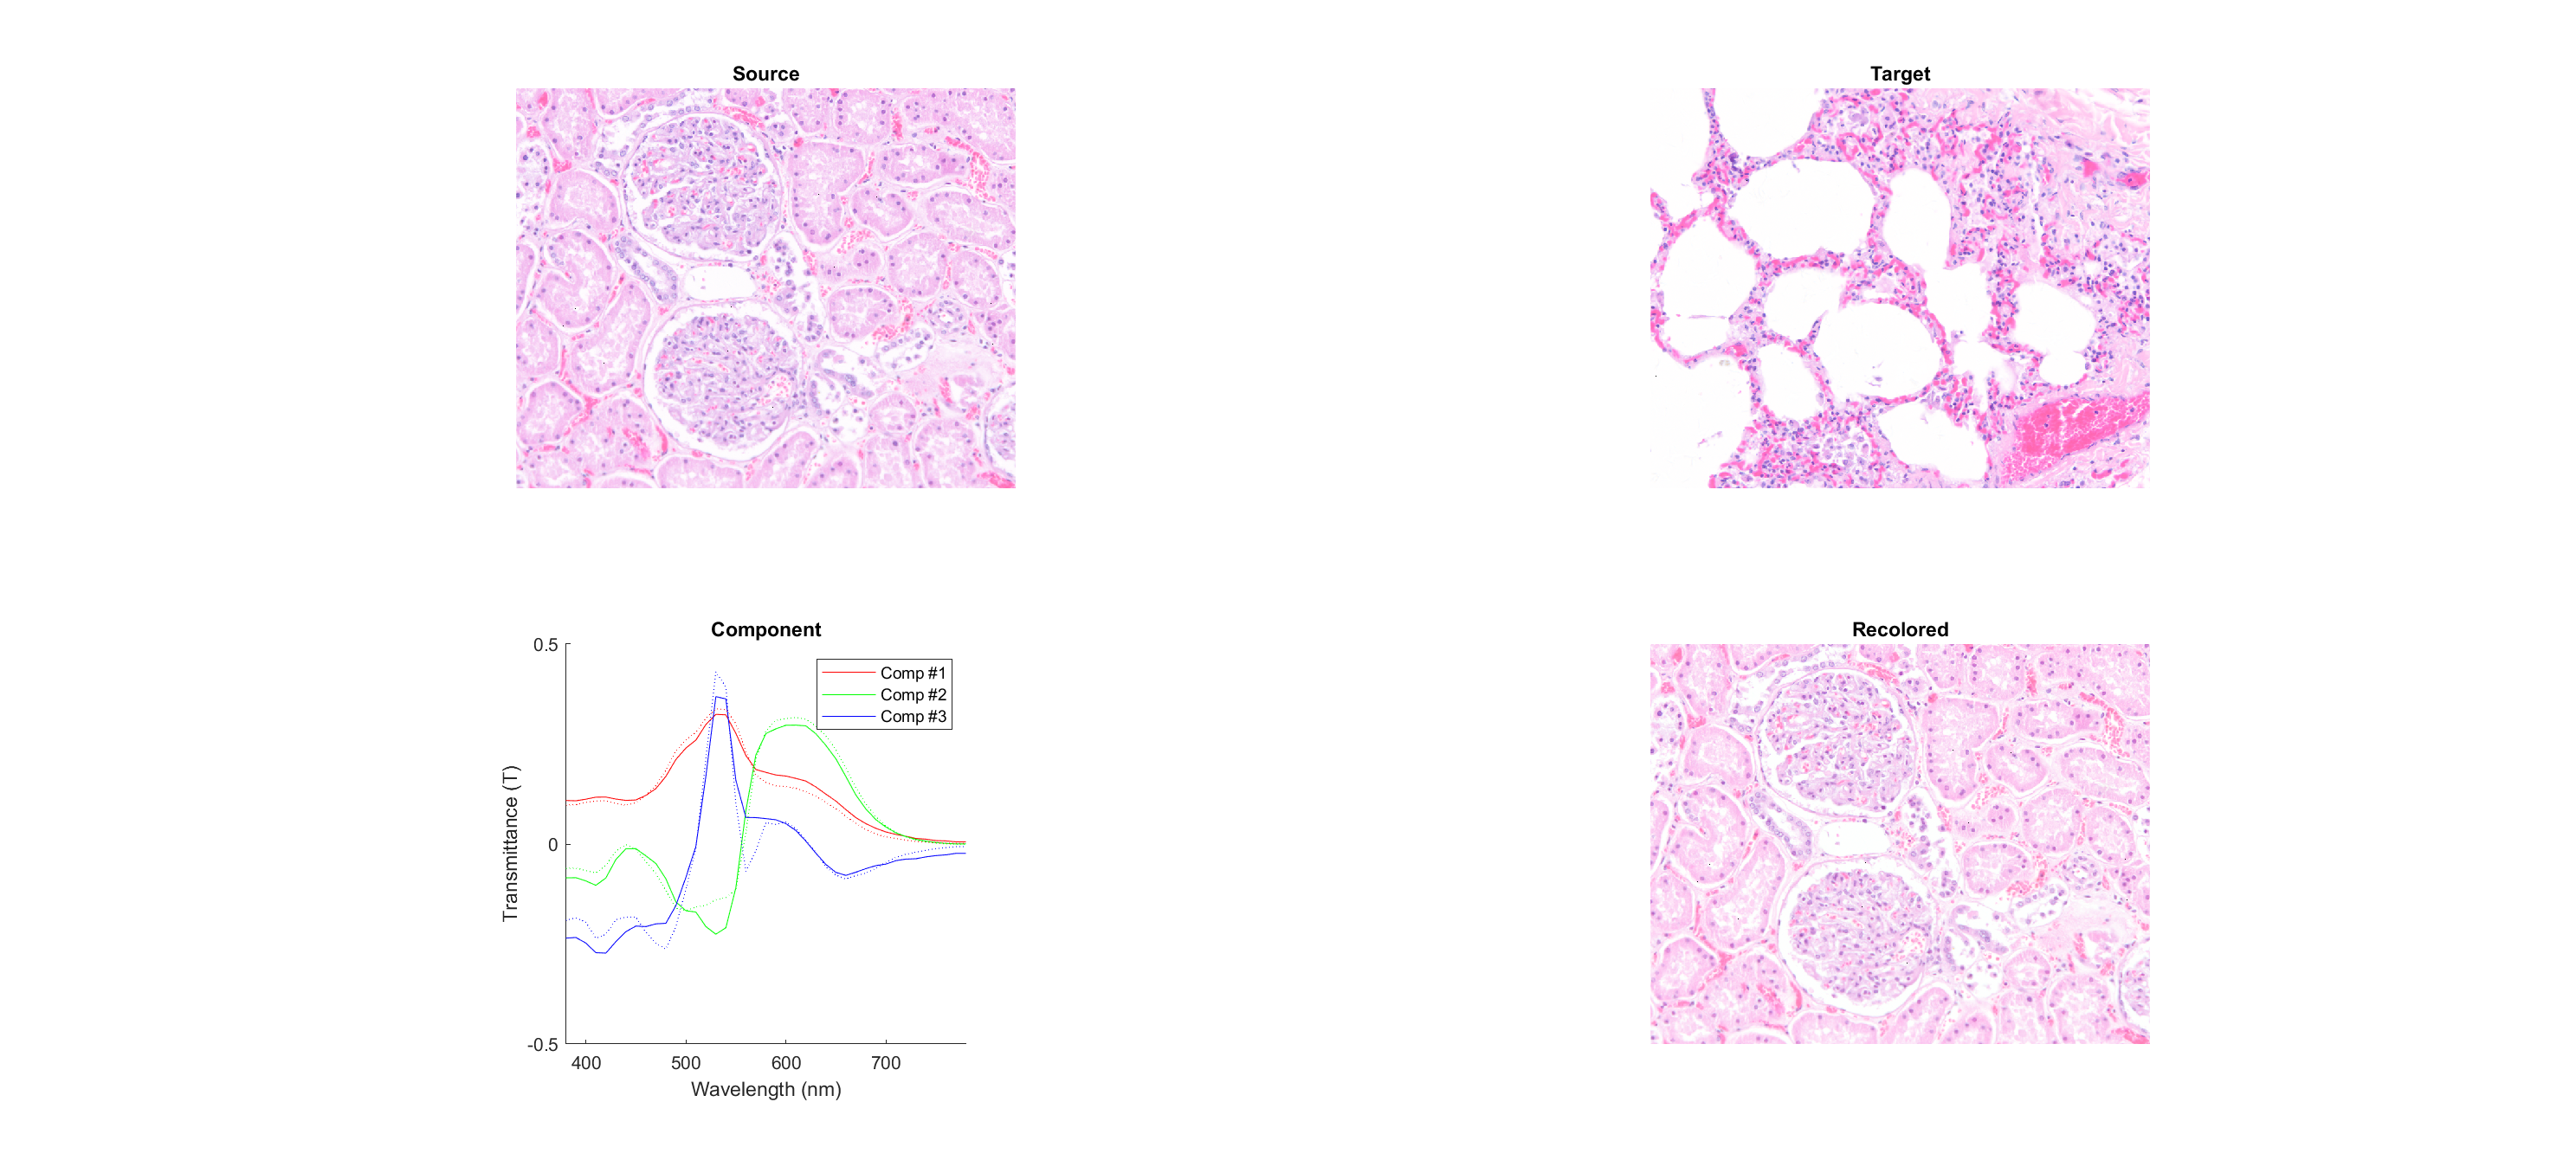 Source
Target
Component
0.5
0
-0.5
400 500 600 700
Transmittance (T)
Wavelength (nm)
Comp #1
Comp #2
Comp #3
Recolored